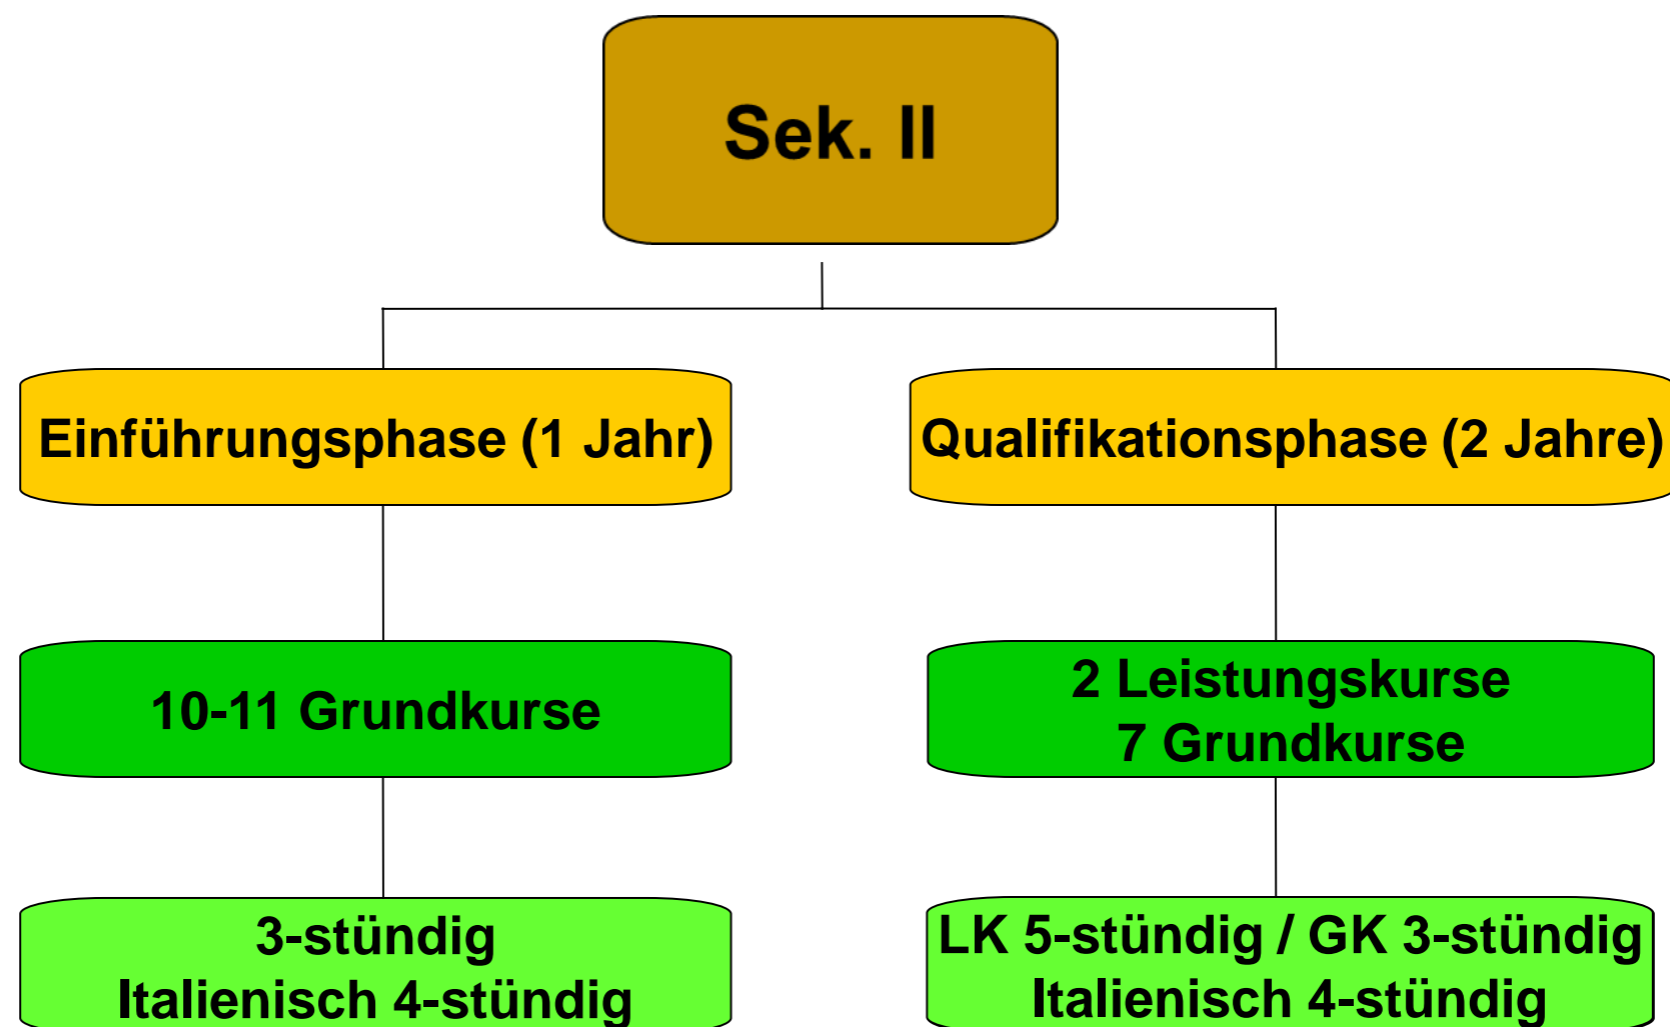 Sek. II
Einführungsphase (1 Jahr)
Qualifikationsphase (2 Jahre)
10-11 Grundkurse
2 Leistungskurse
7 Grundkurse
3-stündig
Italienisch 4-stündig
LK 5-stündig / GK 3-stündig
Italienisch 4-stündig